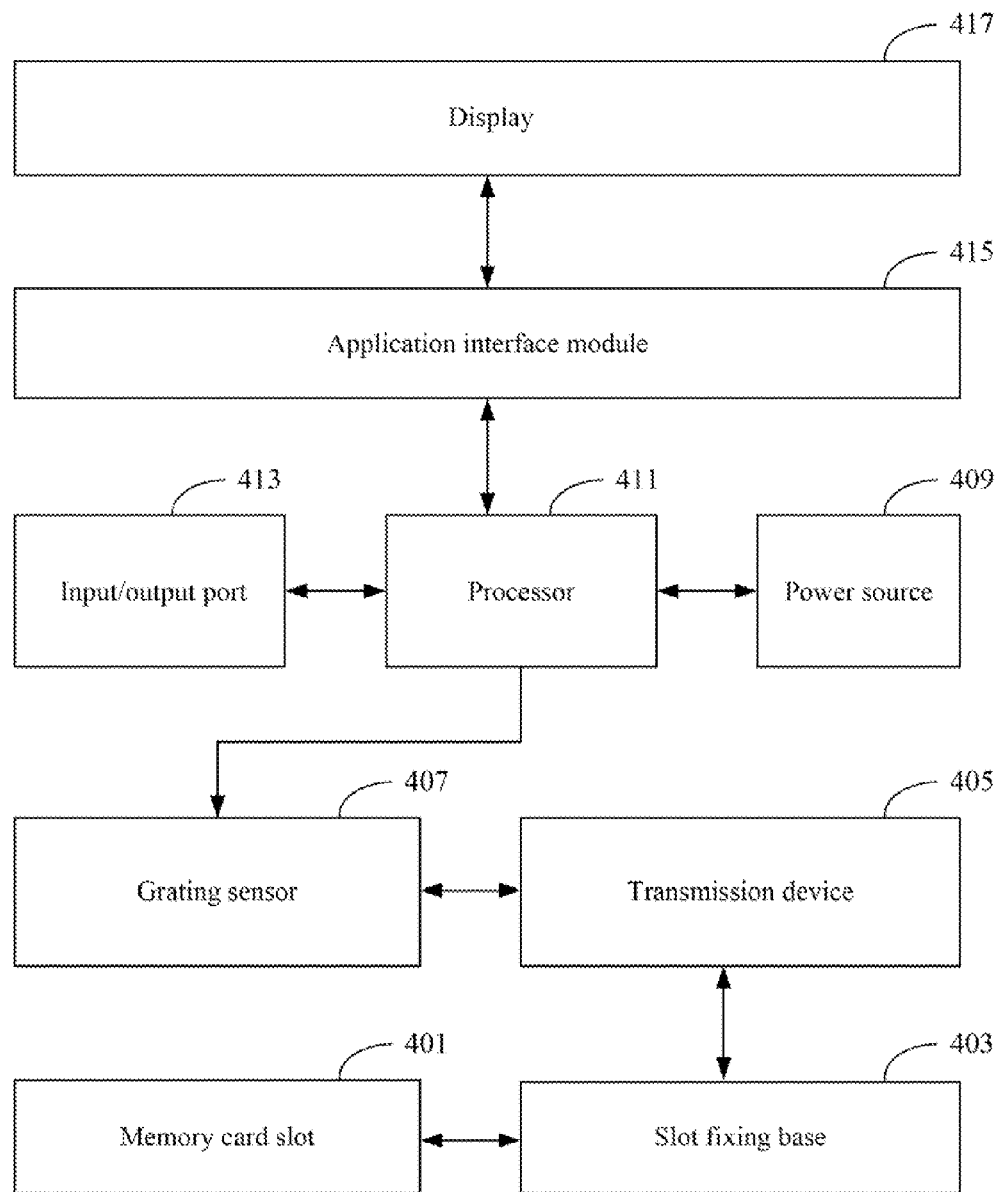 417
Display
415
Application interface module
413
411
409
Input/output port
Processor
Power source
407
405
Grating sensor
Transmission device
401
403
Memory card slot
Slot fixing base